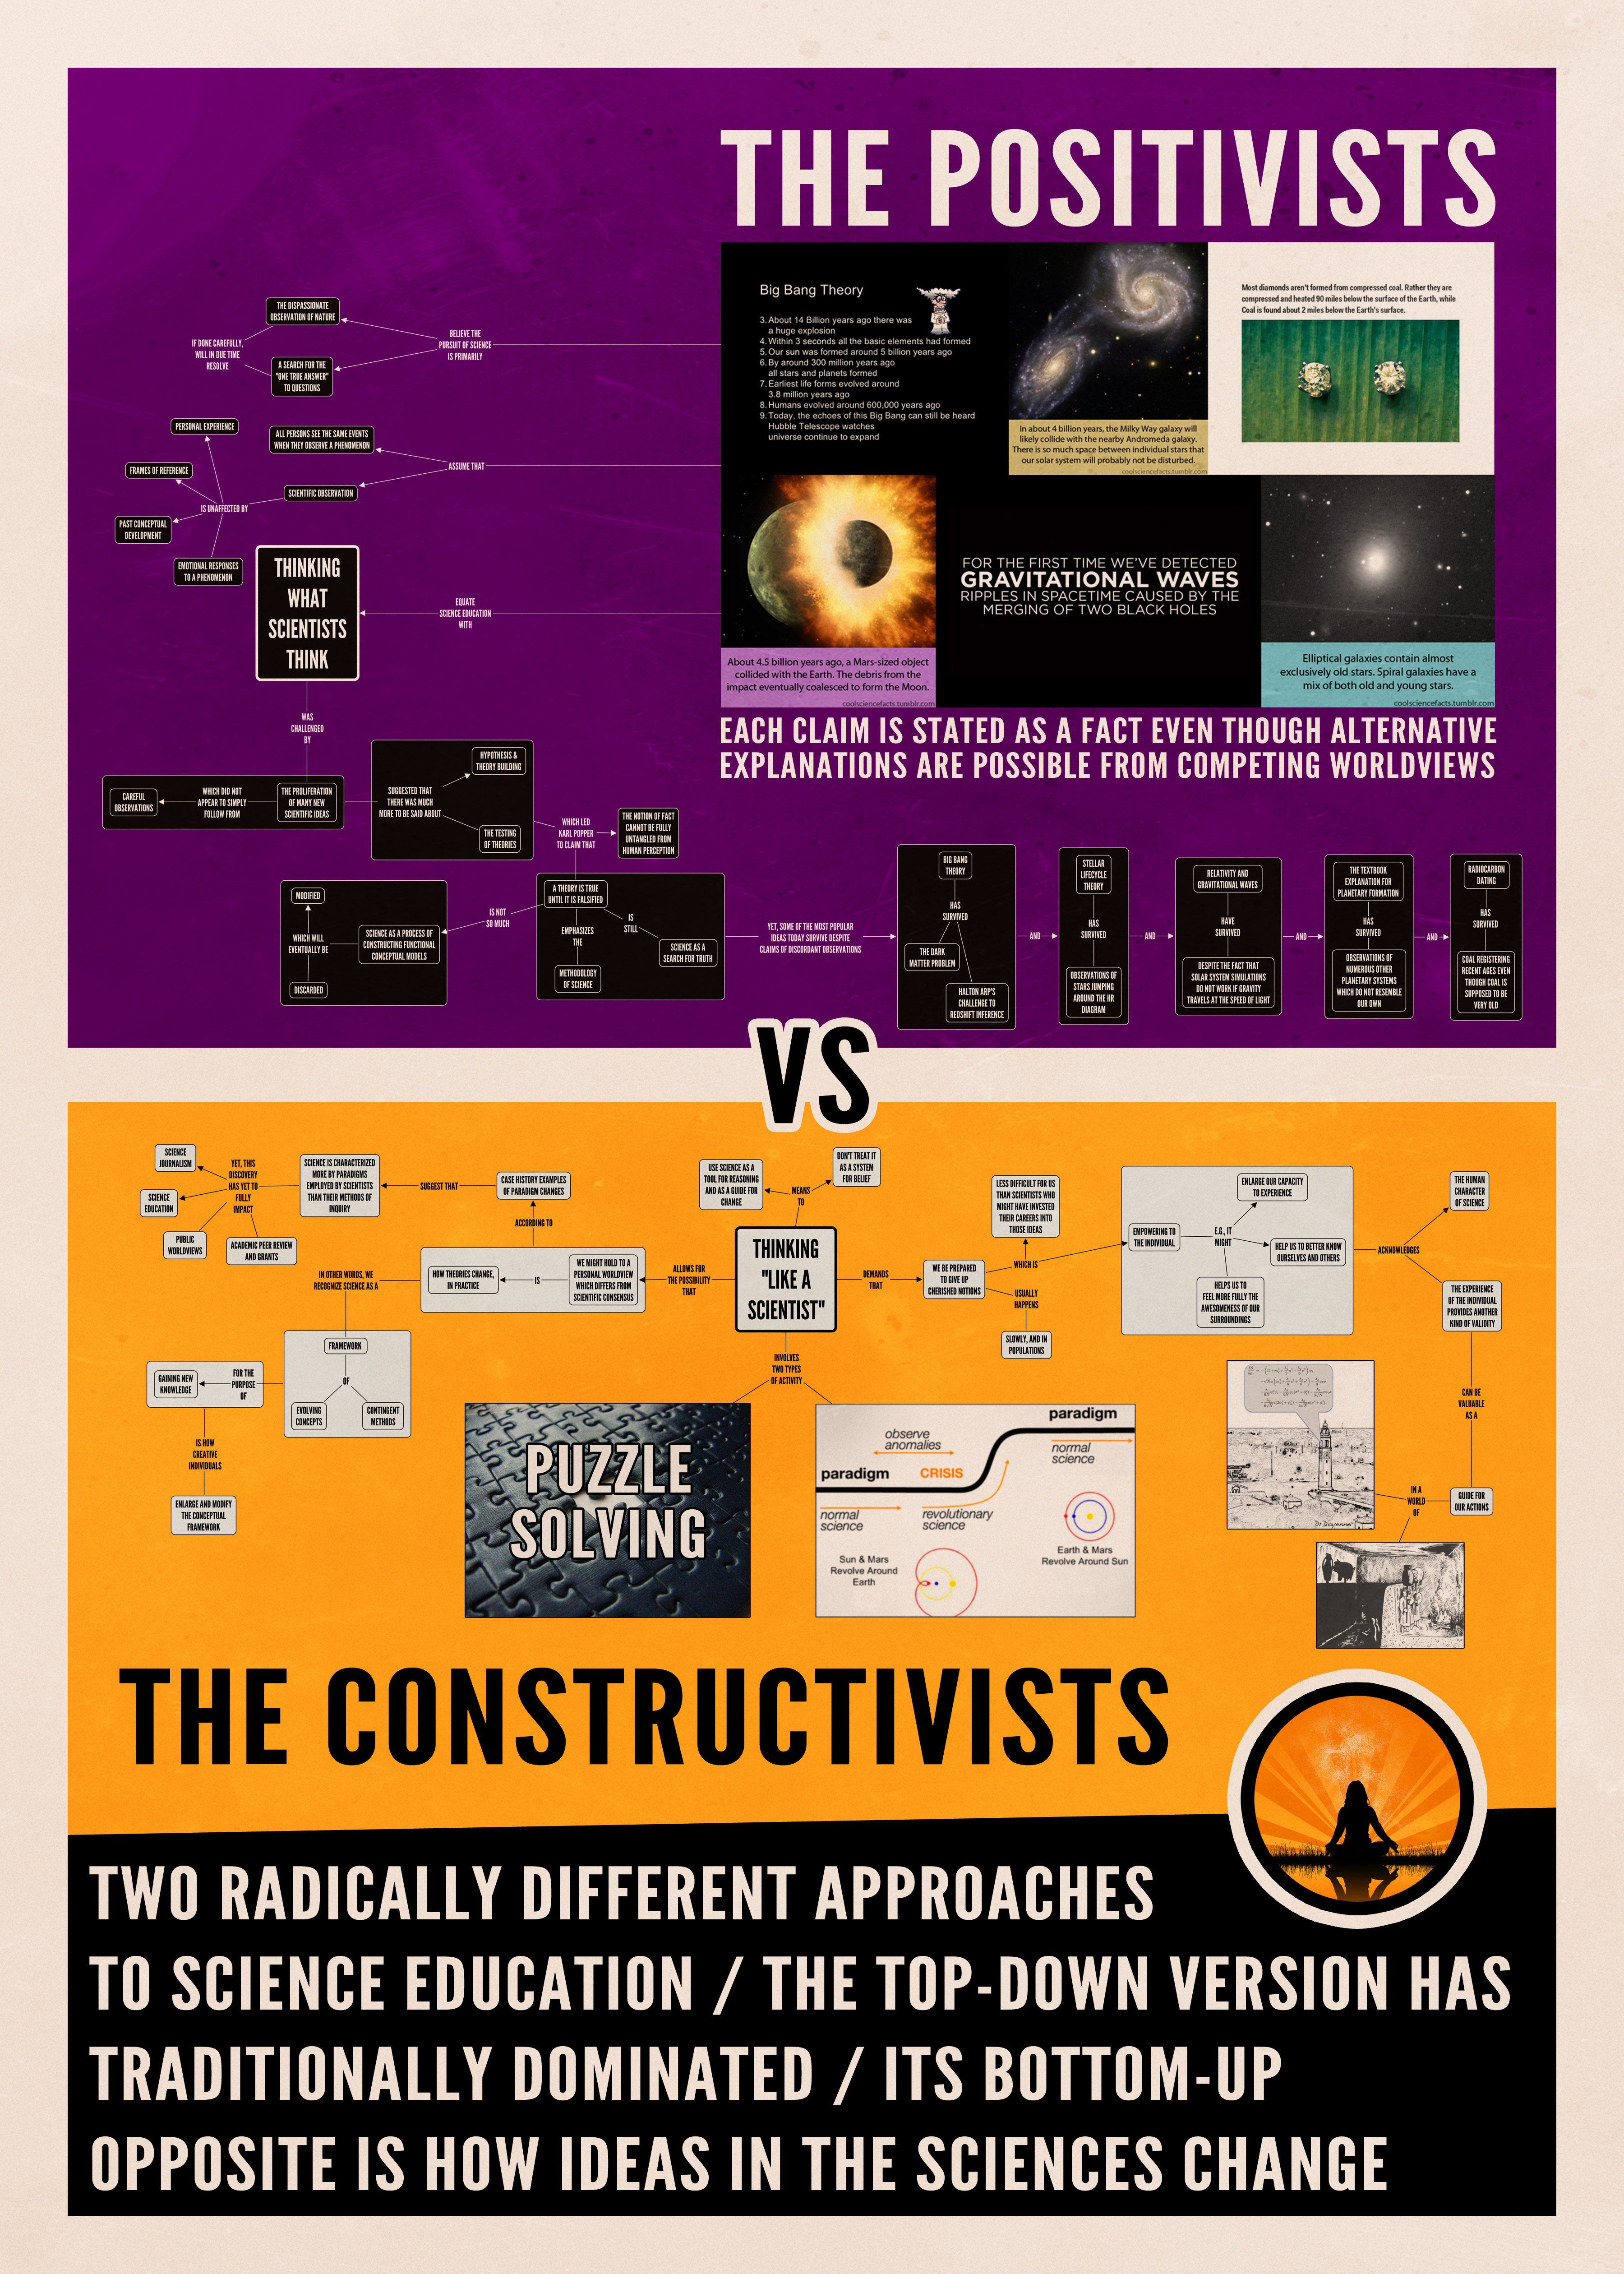 THE POSITIVISTS
Big Bang Theory
3. About 14 Billion years ago there was
a huge explosion
4. Within 3 seconds all the basic elements had formed
5. Our sun was formed around 5 billion years ago
6. By around 300 million years ago
all stars and planets formed
7. Earliest life forms evolved around
3.8 million years ago
8. Humans evolved around 600,000 years ago
9. Today, the echoes of this Big Bang can still be heard
Hubble Telescope watches
universe continue to expand
In about 4 billion years, the Milky Way galaxy will
likely collide with the nearby Andromeda galaxy.
There is so much space between individual stars that
our solar system will probably not be disturbed.
coolsciencefacts.tumblr.com
Most diamonds aren't formed from compressed coal. Rather they are
compressed and heated 90 miles below the surface of the Earth, while
Coal is found about 2 miles below the Earth's surface.
About 4.5 billion years ago, a Mars-sized object
collided with the Earth. The debris from the
impact eventually coalesced to form the Moon.
coolsciencefacts.tumblr.com
FOR THE FIRST TIME WE'VE DETECTED
GRAVITATIONAL WAVES
RIPPLES IN SPACETIME CAUSED BY THE
MERGING OF TWO BLACK HOLES
Elliptical galaxies contain almost
exclusively old stars. Spiral galaxies have a
mix of both old and young stars.
coolsciencefacts.tumblr.com
EACH CLAIM IS STATED AS A FACT EVEN THOUGH ALTERNATIVE
EXPLANATIONS ARE POSSIBLE FROM COMPETING WORLDVIEWS
BELIEVE THE
PURSUIT OF SCIENCE
IS PRIMARILY
THE DISPASSIONATE
OBSERVATION OF NATURE
IF DONE CAREFULLY,
WILL IN DUE TIME
RESOLVE
A SEARCH FOR THE
"ONE TRUE ANSWER"
TO QUESTIONS
ASSUME THAT
ALL PERSONS SEE THE SAME EVENTS
WHEN THEY OBSERVE A PHENOMENON
SCIENTIFIC OBSERVATION
IS UNAFFECTED BY
PERSONAL EXPERIENCE
FRAMES OF REFERENCE
PAST CONCEPTUAL
DEVELOPMENT
EMOTIONAL RESPONSES
TO A PHENOMENON
EQUATE
SCIENCE EDUCATION
WITH
THINKING
WHAT
SCIENTISTS
THINK
WAS
CHALLENGED
BY
THE PROLIFERATION
OF MANY NEW
SCIENTIFIC IDEAS
WHICH DID NOT
APPEAR TO SIMPLY
FOLLOW FROM
CAREFUL
OBSERVATIONS
SUGGESTED THAT
THERE WAS MUCH
MORE TO BE SAID ABOUT
HYPOTHESIS &
THEORY BUILDING
THE TESTING
OF THEORIES
WHICH LED
KARL POPPER
TO CLAIM THAT
THE NOTION OF FACT
CANNOT BE FULLY
UNTANGLED FROM
HUMAN PERCEPTION
A THEORY IS TRUE
UNTIL IT IS FALSIFIED
EMPHASIZES
THE
METHODOLOGY
OF SCIENCE
IS
STILL
SCIENCE AS A
SEARCH FOR TRUTH
IS NOT
SO MUCH
SCIENCE AS A PROCESS OF
CONSTRUCTING FUNCTIONAL
CONCEPTUAL MODELS
WHICH WILL
EVENTUALLY BE
MODIFIED
DISCARDED
YET, SOME OF THE MOST POPULAR
IDEAS TODAY SURVIVE DESPITE
CLAIMS OF DISCORDANT OBSERVATIONS
BIG BANG
THEORY
HAS
SURVIVED
THE DARK
MATTER PROBLEM
HALTON ARP'S
CHALLENGE TO
REDSHIFT INFERENCE
AND
STELLAR
LIFECYCLE
THEORY
HAS
SURVIVED
OBSERVATIONS OF
STARS JUMPING
AROUND THE HR
DIAGRAM
AND
RELATIVITY AND
GRAVITATIONAL WAVES
HAVE
SURVIVED
DESPITE THE FACT THAT
SOLAR SYSTEM SIMULATIONS
DO NOT WORK IF GRAVITY
TRAVELS AT THE SPEED OF LIGHT
AND
THE TEXTBOOK
EXPLANATION FOR
PLANETARY FORMATION
HAS
SURVIVED
OBSERVATIONS OF
NUMEROUS OTHER
PLANETARY SYSTEMS
WHICH DO NOT RESEMBLE
OUR OWN
AND
RADIOCARBON
DATING
HAS
SURVIVED
COAL REGISTERING
RECENT AGES EVEN
THOUGH COAL IS
SUPPOSED TO BE
VERY OLD
VS
THINKING
"LIKE A
SCIENTIST"
MEANS
TO
USE SCIENCE AS A
TOOL FOR REASONING
AND AS A GUIDE FOR
CHANGE
DON'T TREAT IT
AS A SYSTEM
FOR BELIEF
ALLOWS FOR
THE POSSIBILITY
THAT
WE MIGHT HOLD TO A
PERSONAL WORLDVIEW
WHICH DIFFERS FROM
SCIENTIFIC CONSENSUS
IS
HOW THEORIES CHANGE,
IN PRACTICE
ACCORDING TO
CASE HISTORY EXAMPLES
OF PARADIGM CHANGES
SUGGEST THAT
SCIENCE IS CHARACTERIZED
MORE BY PARADIGMS
EMPLOYED BY SCIENTISTS
THAN THEIR METHODS OF
INQUIRY
YET, THIS
DISCOVERY
HAS YET TO
FULLY
IMPACT
SCIENCE
JOURNALISM
SCIENCE
EDUCATION
PUBLIC
WORLDVIEWS
ACADEMIC PEER REVIEW
AND GRANTS
IN OTHER WORDS, WE
RECOGNIZE SCIENCE AS A
FRAMEWORK
OF
EVOLVING
CONCEPTS
CONTINGENT
METHODS
FOR THE
PURPOSE
OF
GAINING NEW
KNOWLEDGE
IS HOW
CREATIVE
INDIVIDUALS
ENLARGE AND MODIFY
THE CONCEPTUAL
FRAMEWORK
DEMANDS
THAT
WE BE PREPARED
TO GIVE UP
CHERISHED NOTIONS
WHICH IS
LESS DIFFICULT FOR US
THAN SCIENTISTS WHO
MIGHT HAVE INVESTED
THEIR CAREERS INTO
THOSE IDEAS
USUALLY
HAPPENS
SLOWLY, AND IN
POPULATIONS
EMPOWERING TO
THE INDIVIDUAL
E.G., IT
MIGHT
ENLARGE OUR CAPACITY
TO EXPERIENCE
HELP US TO BETTER KNOW
OURSELVES AND OTHERS
HELPS US TO
FEEL MORE FULLY THE
AWESOMENESS OF OUR
SURROUNDINGS
ACKNOWLEDGES
THE HUMAN
CHARACTER
OF SCIENCE
THE EXPERIENCE
OF THE INDIVIDUAL
PROVIDES ANOTHER
KIND OF VALIDITY
CAN BE
VALUABLE
AS A
GUIDE FOR
OUR ACTIONS
IN A
WORLD
OF
INVOLVES
TWO TYPES
OF ACTIVITY
PUZZLE
SOLVING
paradigm
observe
anomalies
normal
science
paradigm
CRISIS
normal
science
revolutionary
science
Sun & Mars
Revolve Around
Earth
Earth & Mars
Revolve Around Sun
THE CONSTRUCTIVISTS
TWO RADICALLY DIFFERENT APPROACHES
TO SCIENCE EDUCATION / THE TOP-DOWN VERSION HAS
TRADITIONALLY DOMINATED / ITS BOTTOM-UP
OPPOSITE IS HOW IDEAS IN THE SCIENCES CHANGE